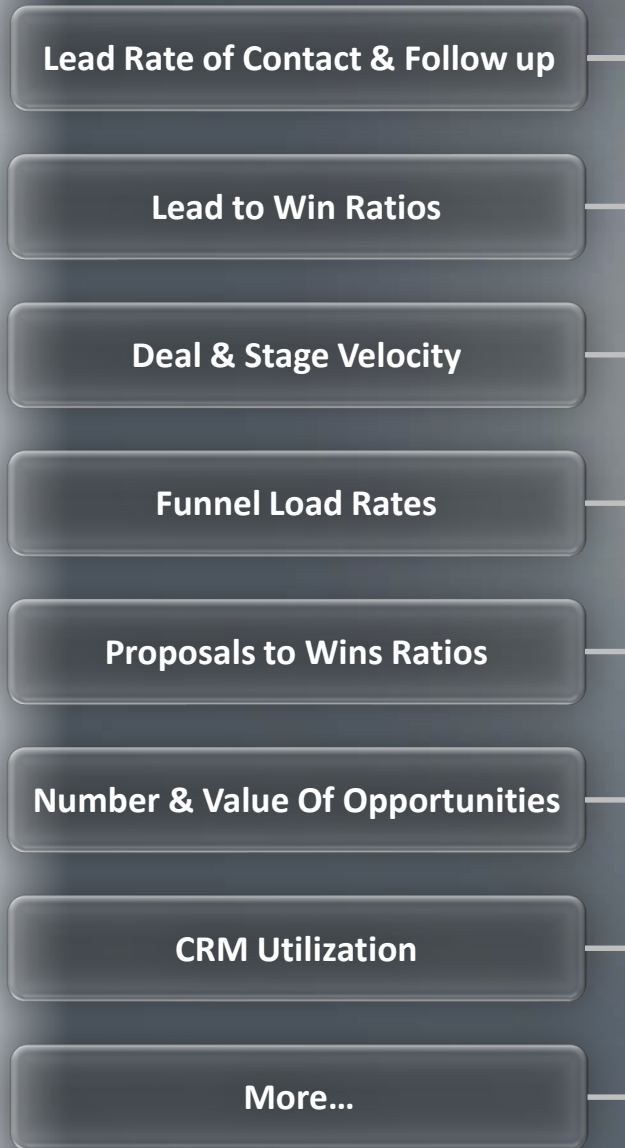 Lead Rate of Contact & Follow up
Lead to Win Ratios
Deal & Stage Velocity
Funnel Load Rates
Proposals to Wins Ratios
Number & Value Of Opportunities
CRM Utilization
More…